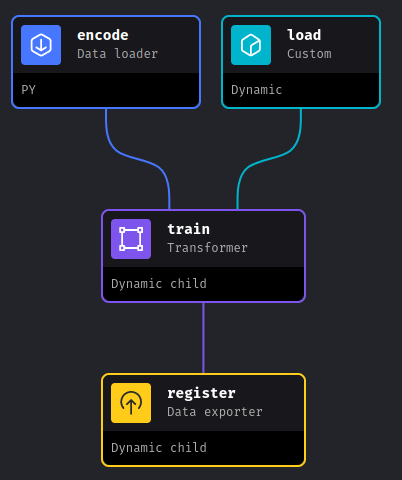 encode
Data loader
PY
load
Custom
Dynamic
train
Transformer
Dynamic child
register
Data exporter
Dynamic child